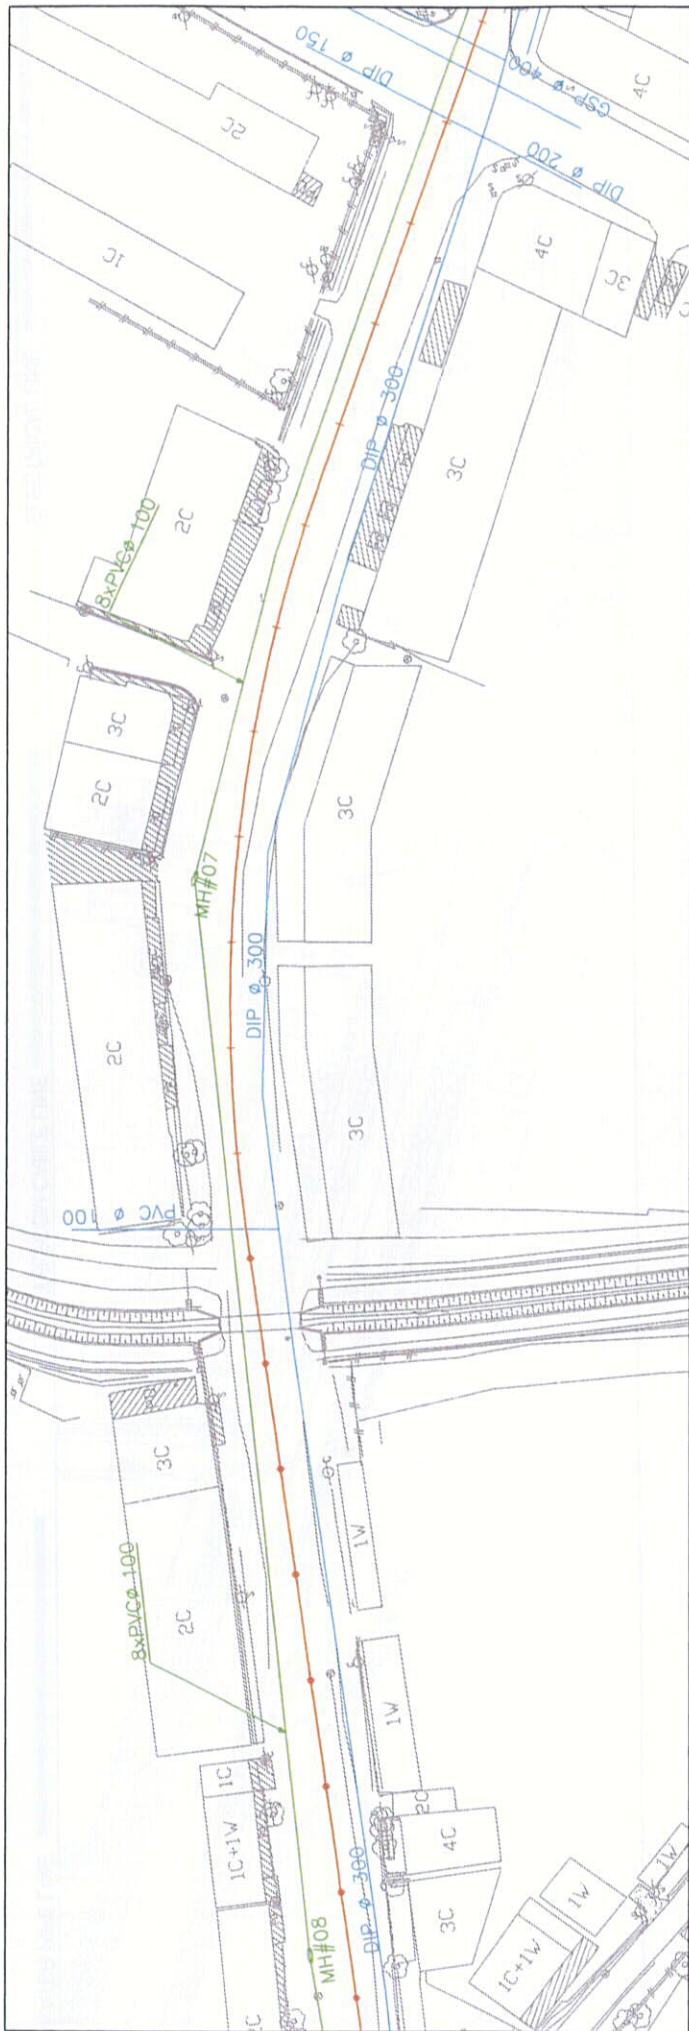 DIP ø 150
GSP ø 400
4C
2C
DIP ø 200
1C
4C
3C
DIP ø 300
3C
2C
8xPVCø 100
3C
2C
3C
MH#07
DIP ø 300
2C
3C
PVC ø 100
3C
1W
8xPVCø 100
2C
1W
1C
2C
1C+1W
4C
1W
DIP ø 300
MH#08
3C
1W
1C+1W
2C